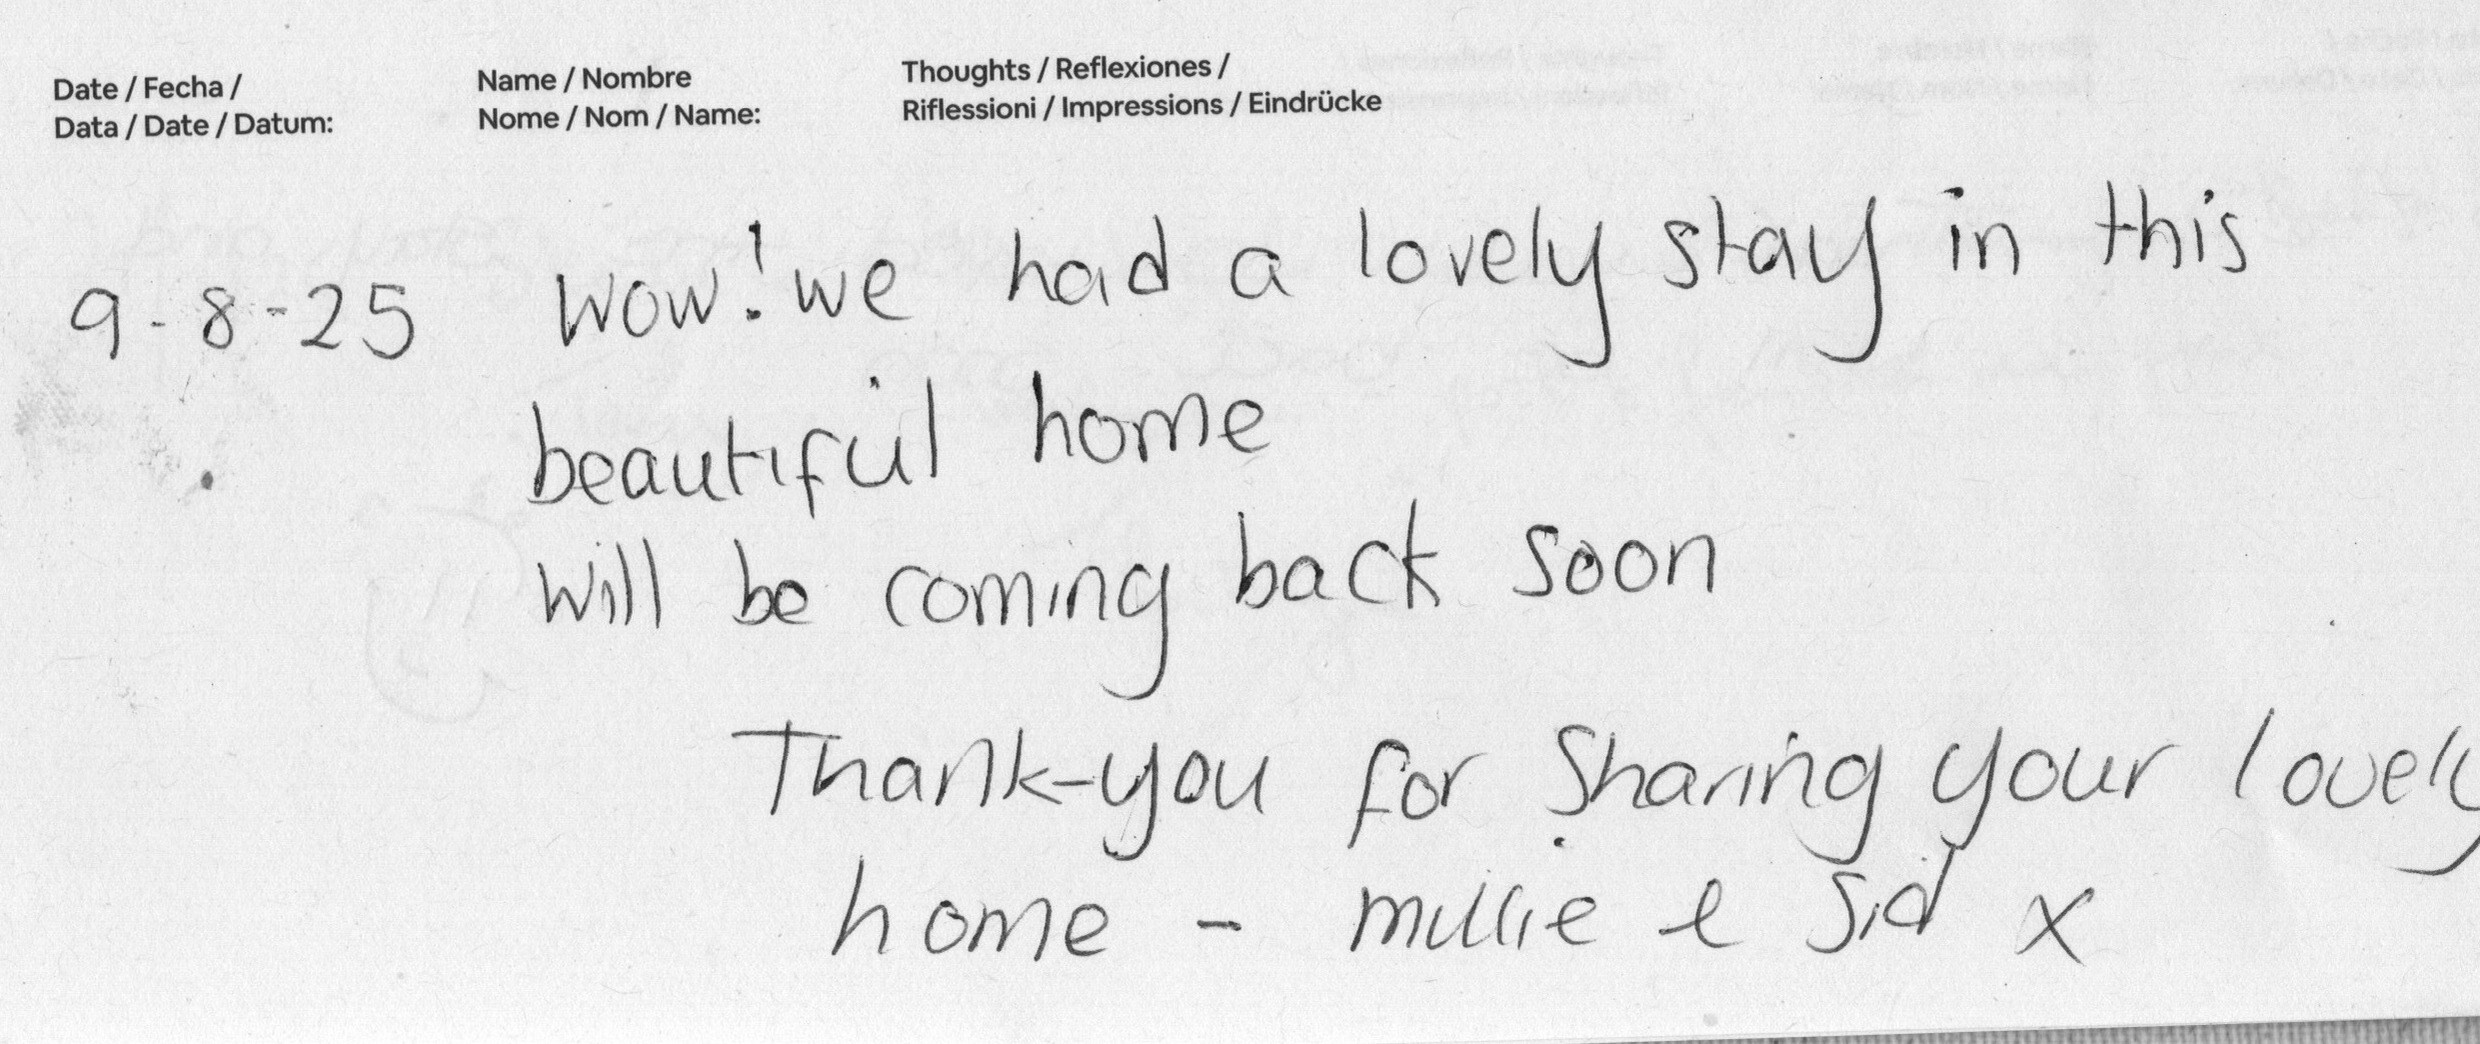 Date / Fecha /
Data / Date / Datum:
Name / Nombre
Nome / Nom / Name:
Thoughts / Reflexiones /
Riflessioni / Impressions / Eindrücke
9-8-25 Wow! we had a lovely stay in this
beautiful home
will be coming back soon
Thank-you for Sharing your lovely
home - millie e Sid x